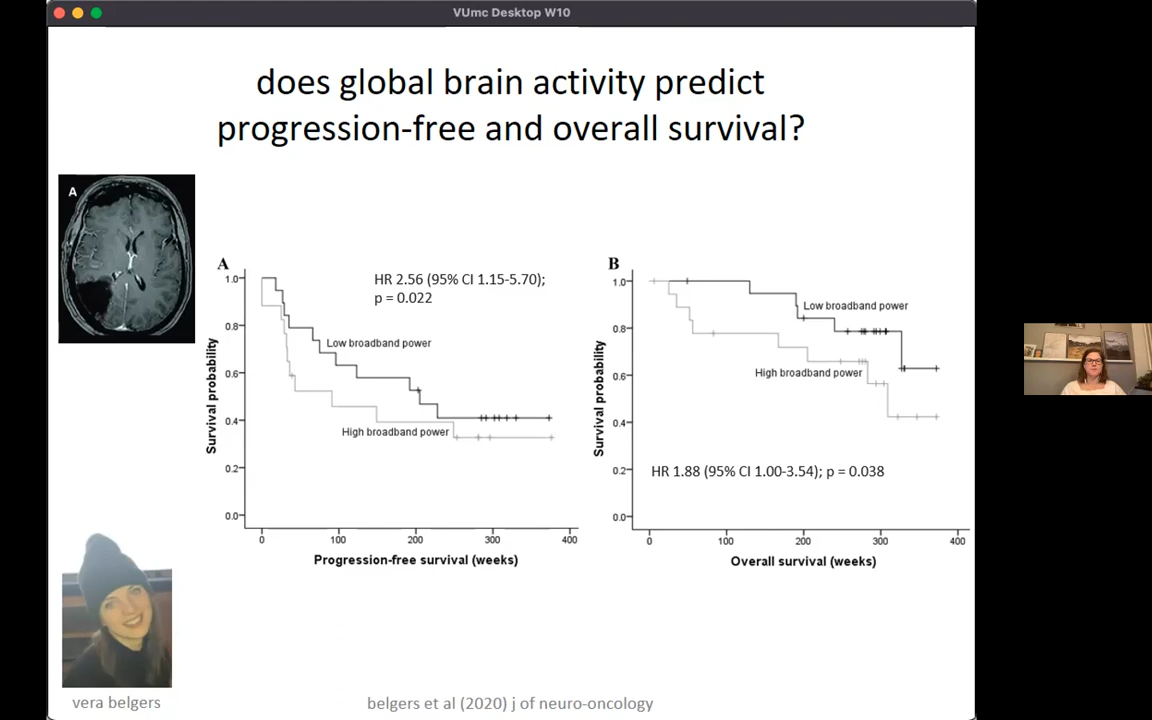 VUmc Desktop W10
does global brain activity predict
progression-free and overall survival?
A
A
HR 2.56 (95% CI 1.15-5.70);
p = 0.022
Low broadband power
High broadband power
Survival probability
1.0
0.8
0.6
0.4
0.2
0.0
0
100
200
300
400
Progression-free survival (weeks)
B
Low broadband power
High broadband power
HR 1.88 (95% CI 1.00-3.54); p = 0.038
Survival probability
1.0
0.8
0.6
0.4
0.2
0.0
0
100
200
300
400
Overall survival (weeks)
vera belgers
belgers et al (2020) j of neuro-oncology